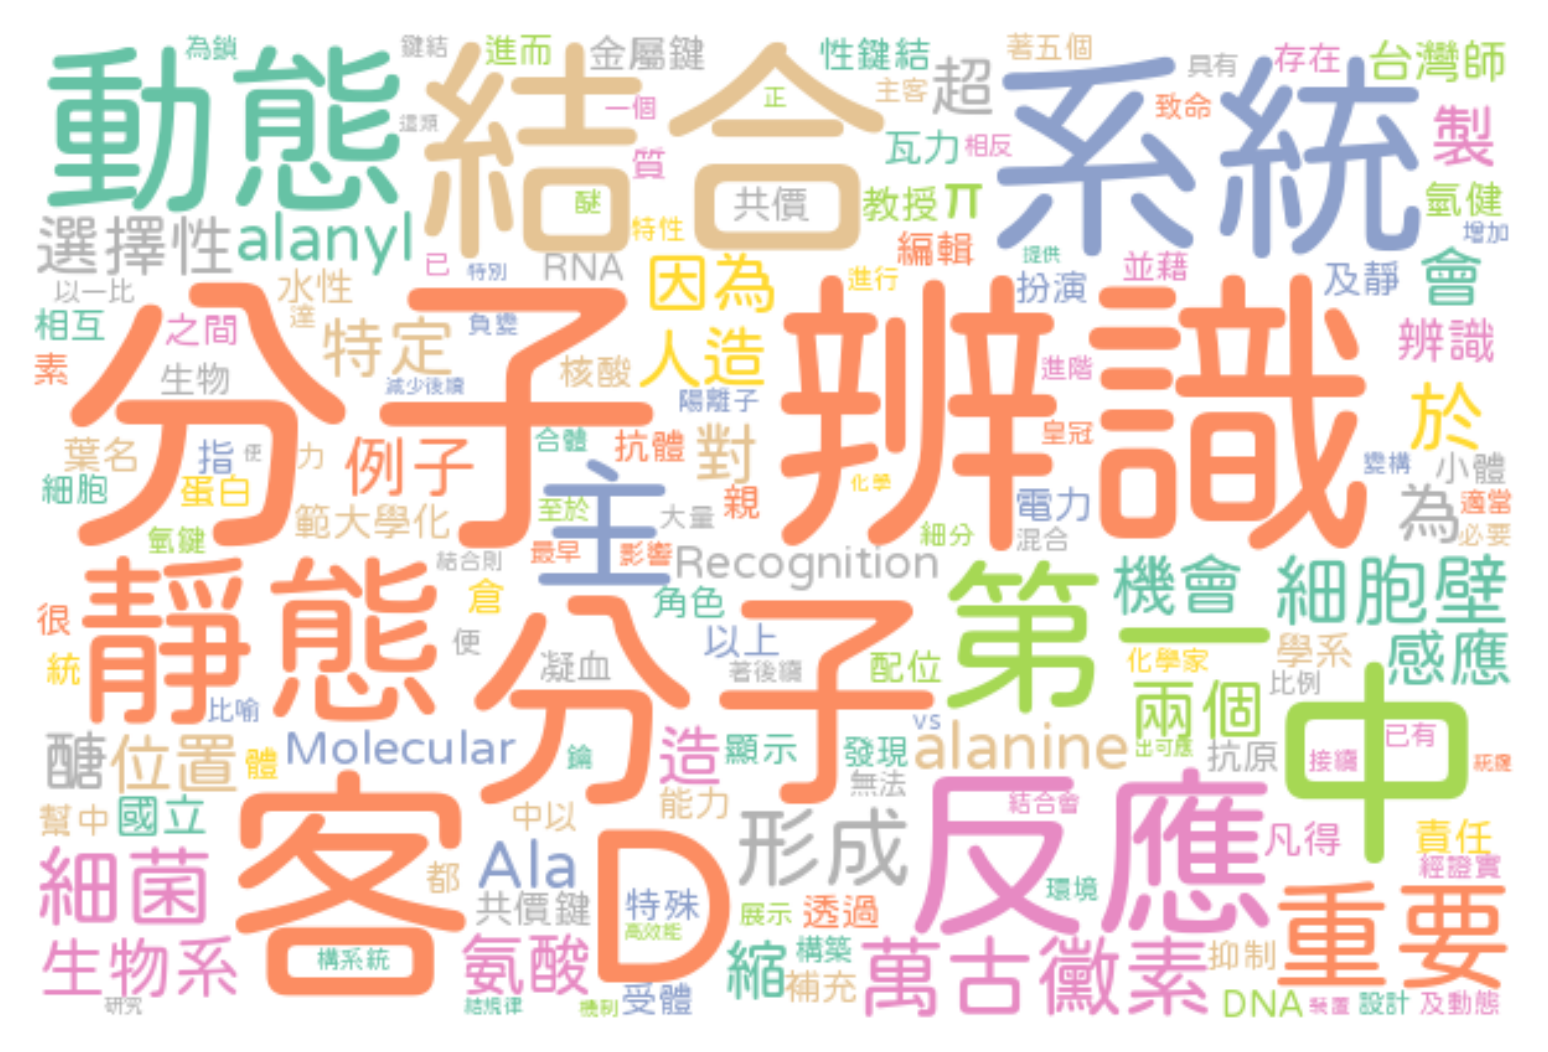 動態
為鎖
鍵結
進而
金屬鍵
性鍵結
著五個
具有
存在
台灣師
結合
系統
一個
正
主客
超
致命
製
這類
質
瓦力
相反
醚
共價
教授
π
氫健
選擇性
alanyl
特性
編輯
提供
增加
已
特別
RNA
因為
進行
扮演
並藉
及靜
會
以一比
水性
達
相互
之間
特定
負變
分子辨識
人造
辨識
素
生物
減少後續
核酸
陽離子
進階
於
葉名
指
便
力
例子
合體
抗體
對
皇冠
化學
變構
小體
細胞
蛋白
主
至於
大量
親
電力
為
適當
氫鍵
範大學化
細分
混合
必要
結合則
最早
影響
Recognition
靜態
很
倉
角色
第一
機會
細胞壁
便
分子
以上
統
凝血
著後續
配位
化學家
學系
感應
比例
比喻
兩個
中
醣
位置
體
Molecular
鑰
造
顯示
發現
vs
alanine
出可應
抗原
接續
已有
無法
幫中
國立
客
中以
能力
形成
結合會
反應
凡得
責任
細菌
都
Ala
D
經證實
共價鍵
特殊
展示
透過
環境
重要
高效能
生物系
構系統
氨酸
縮
構築
萬古黴素
抑制
補充
研究
結規律
機制
受體
DNA
裝置
設計
及動態